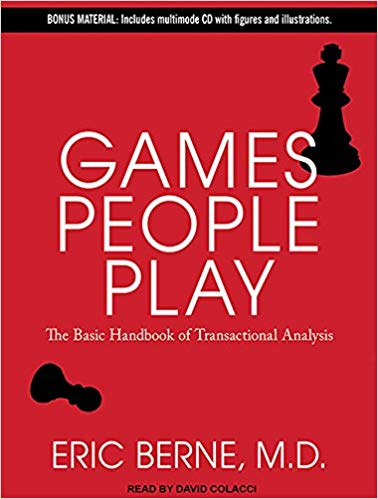 BONUS MATERIAL: Includes multimode CD with figures and illustrations.
GAMES
PEOPLE
PLAY
The Basic Handbook of Transactional Analysis
ERIC BERNE, M.D.
READ BY DAVID COLACCI